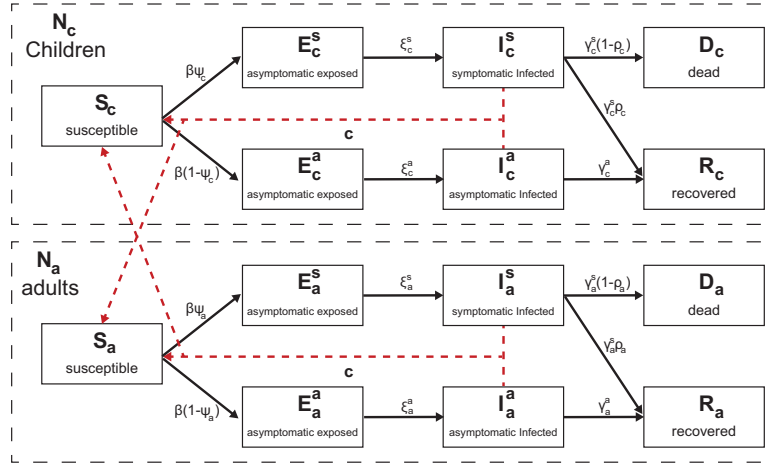 N_c
Children
E_c^s
asymptomatic exposed
ξ_c^s
I_c^s
symptomatic Infected
γ_c^s(1-ρ_c)
D_c
dead
βψ_c
S_c
susceptible
γ_c^sρ_c
c
β(1-ψ_c)
E_c^a
asymptomatic exposed
ξ_c^a
I_c^a
asymptomatic Infected
γ_c^a
R_c
recovered
N_a
adults
E_a^s
asymptomatic exposed
ξ_a^s
I_a^s
symptomatic Infected
γ_a^s(1-ρ_a)
D_a
dead
βψ_a
S_a
susceptible
γ_a^sρ_a
c
β(1-ψ_a)
E_a^a
asymptomatic exposed
ξ_a^a
I_a^a
asymptomatic Infected
γ_a^a
R_a
recovered